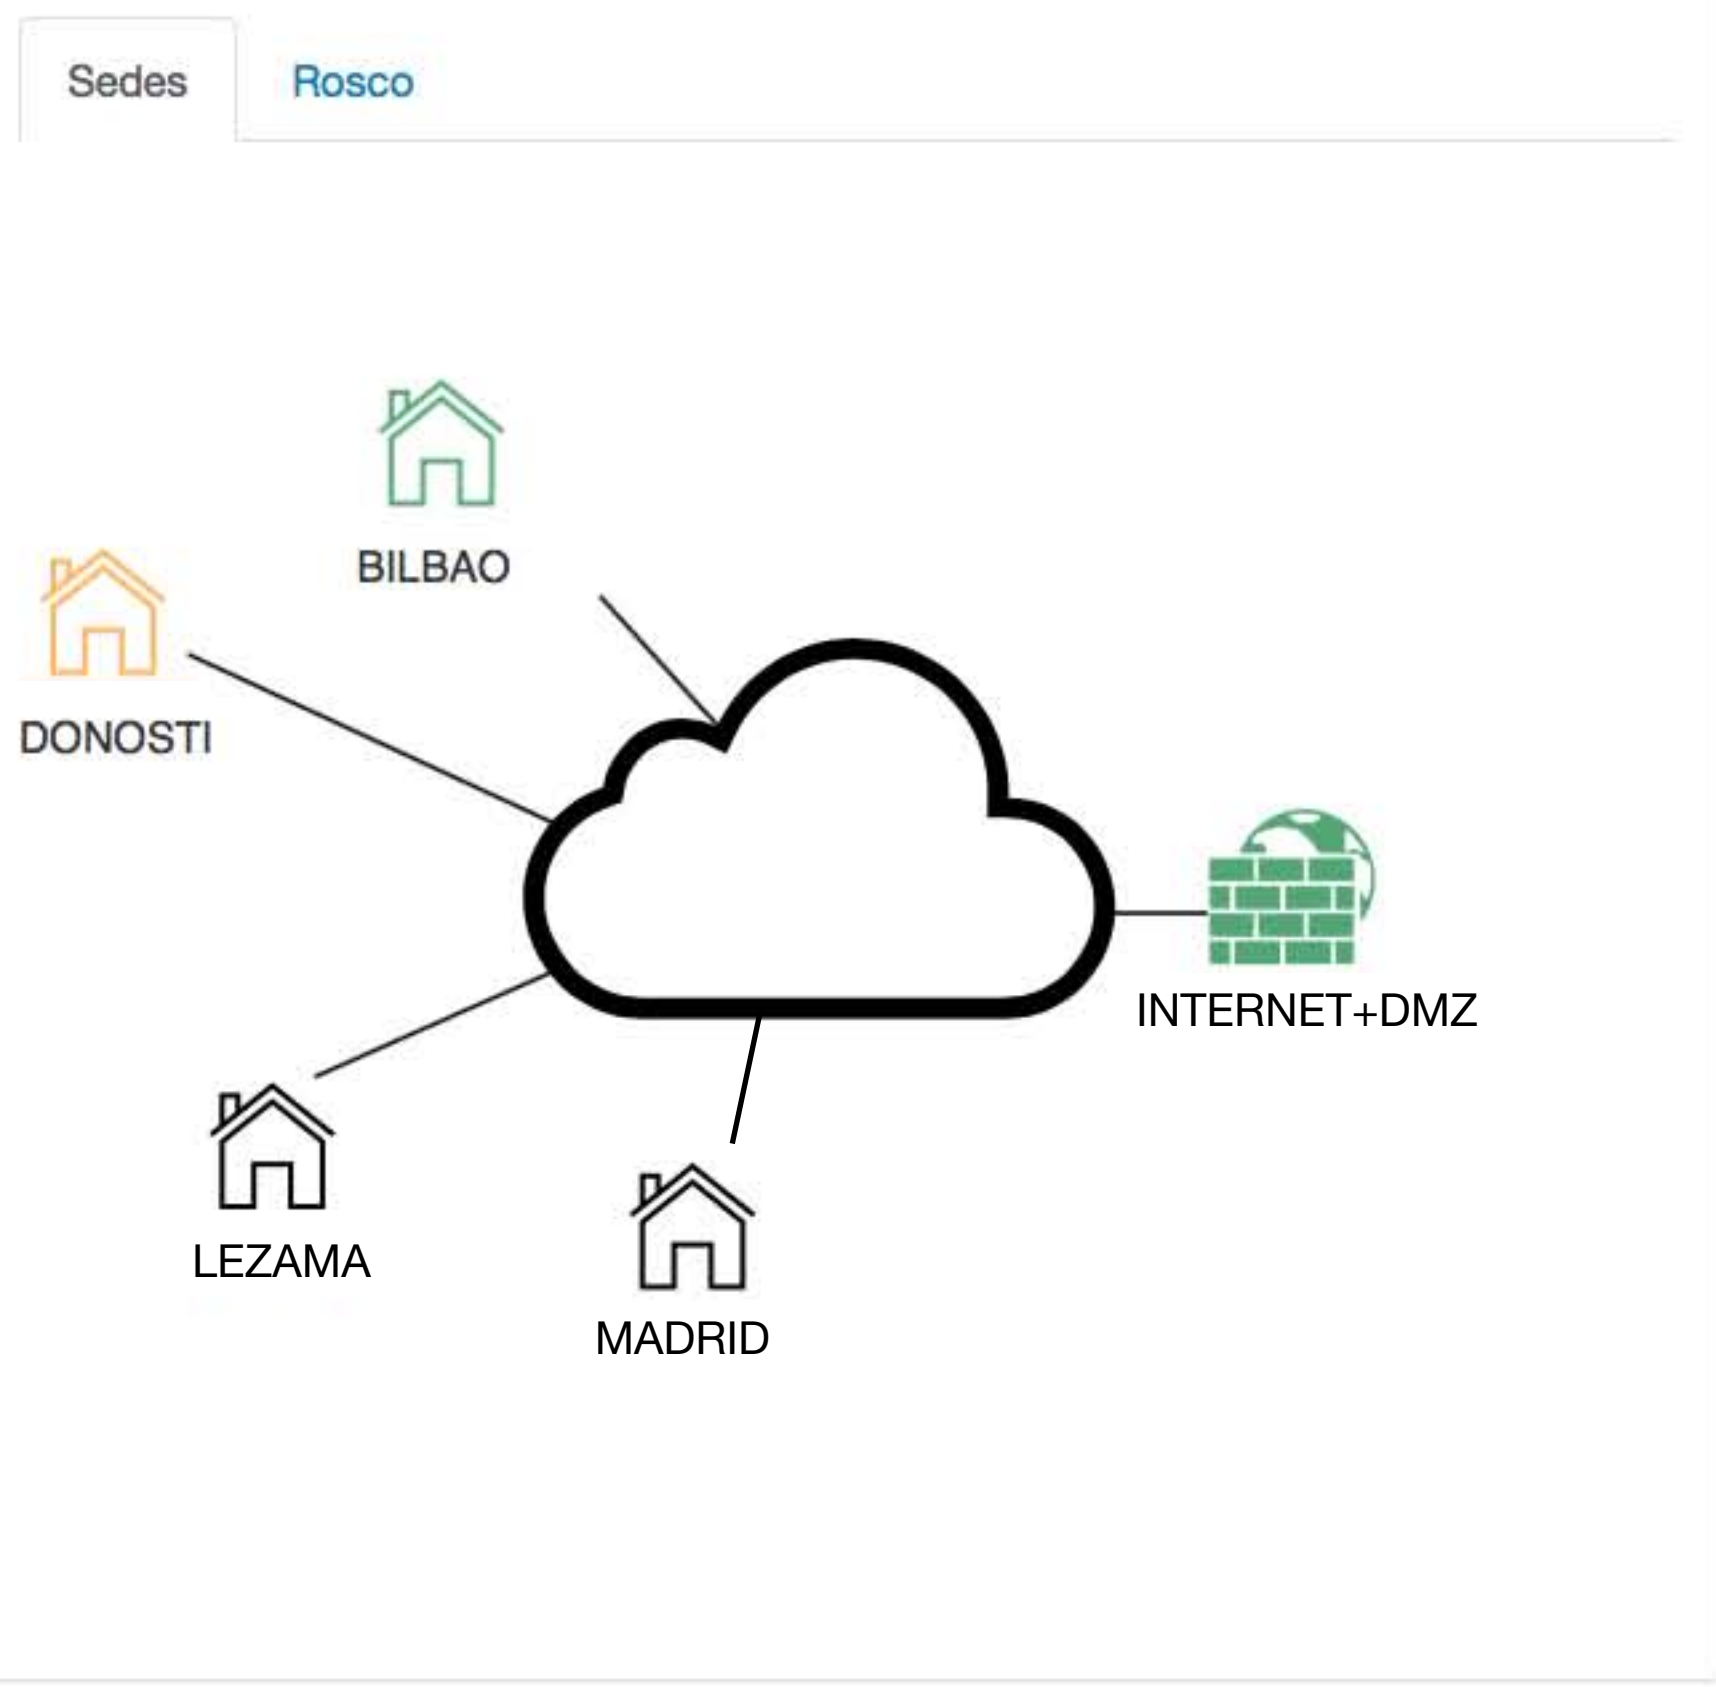 Sedes
Rosco
BILBAO
DONOSTI
INTERNET+DMZ
LEZAMA
MADRID